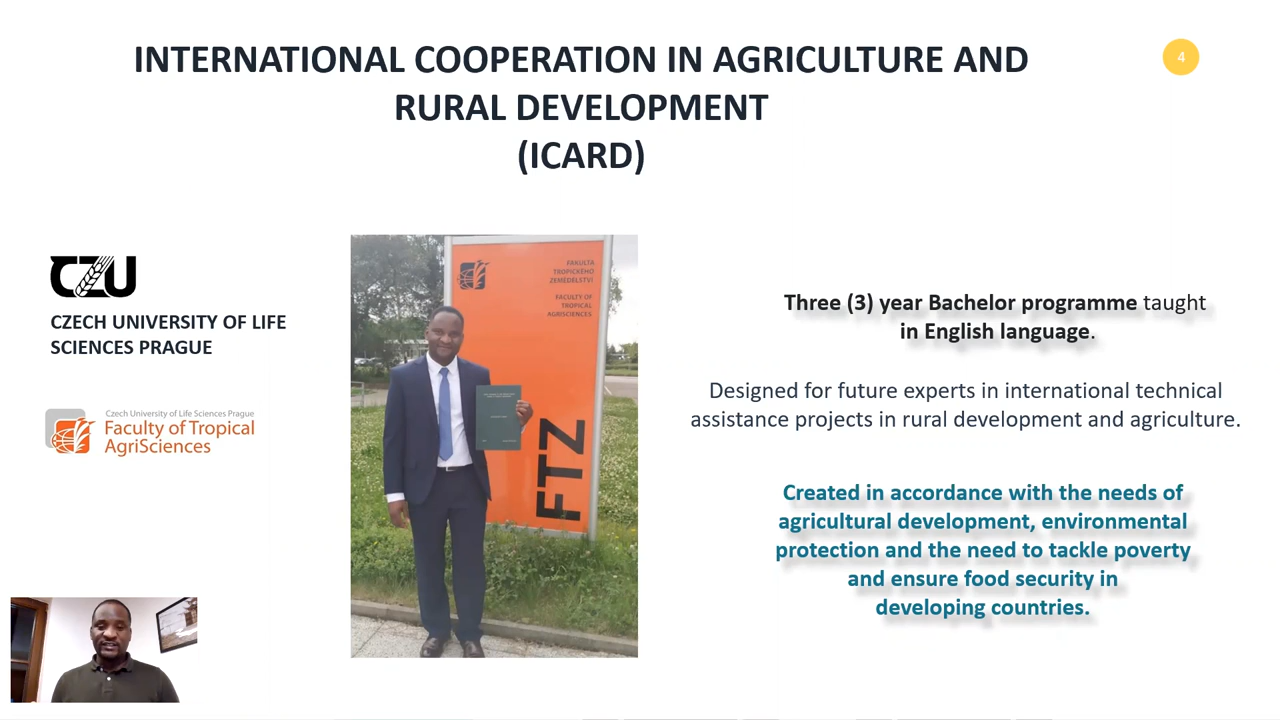 INTERNATIONAL COOPERATION IN AGRICULTURE AND
RURAL DEVELOPMENT
(ICARD)
4
CZU
CZECH UNIVERSITY OF LIFE
SCIENCES PRAGUE
Czech University of Life Sciences Prague
Faculty of Tropical
AgriSciences
FAKULTA
TROPICKÉHO
ZEMĚDĚLSTVÍ
FACULTY OF
TROPICAL
AGRISCIENCES
FTZ
Three (3) year Bachelor programme taught
in English language.
Designed for future experts in international technical
assistance projects in rural development and agriculture.
Created in accordance with the needs of
agricultural development, environmental
protection and the need to tackle poverty
and ensure food security in
developing countries.